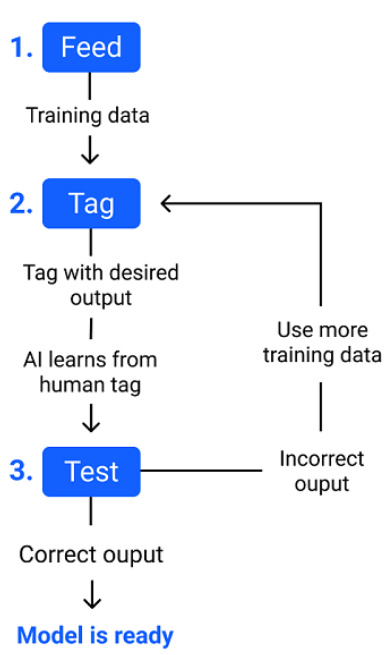 1. Feed
Training data
2. Tag
Tag with desired
output
AI learns from
human tag
3. Test
Correct ouput
Model is ready
Incorrect
ouput
Use more
training data